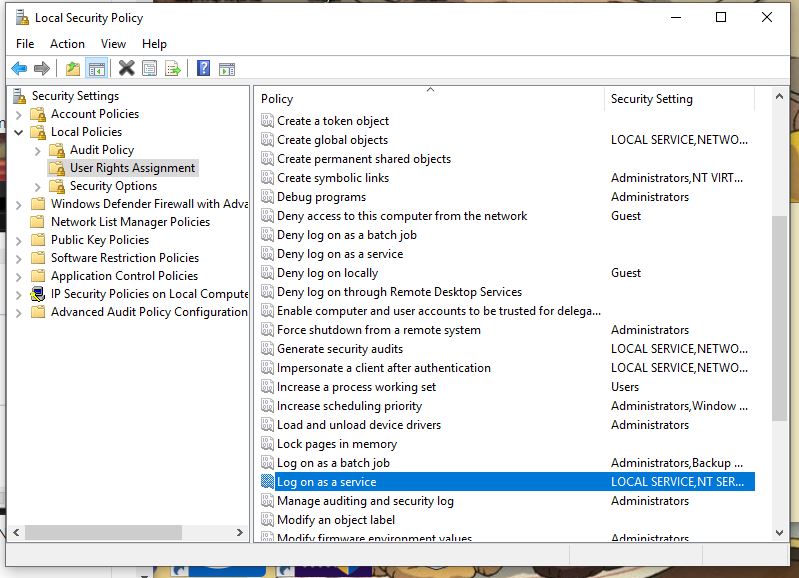 Local Security Policy
File Action View Help
Security Settings
Account Policies
Local Policies
Audit Policy
User Rights Assignment
Security Options
Windows Defender Firewall with Adva
Network List Manager Policies
Public Key Policies
Software Restriction Policies
Application Control Policies
IP Security Policies on Local Compute
Advanced Audit Policy Configuration
Policy Security Setting
Create a token object
Create global objects LOCAL SERVICE,NETWO...
Create permanent shared objects
Create symbolic links Administrators,NT VIRT...
Debug programs Administrators
Deny access to this computer from the network Guest
Deny log on as a batch job
Deny log on as a service
Deny log on locally Guest
Deny log on through Remote Desktop Services
Enable computer and user accounts to be trusted for delega...
Force shutdown from a remote system Administrators
Generate security audits LOCAL SERVICE,NETWO...
Impersonate a client after authentication LOCAL SERVICE,NETWO...
Increase a process working set Users
Increase scheduling priority Administrators,Window ...
Load and unload device drivers Administrators
Lock pages in memory
Log on as a batch job Administrators,Backup ...
Log on as a service LOCAL SERVICE,NT SER...
Manage auditing and security log Administrators
Modify an object label
Modify firmware environment values Administrators